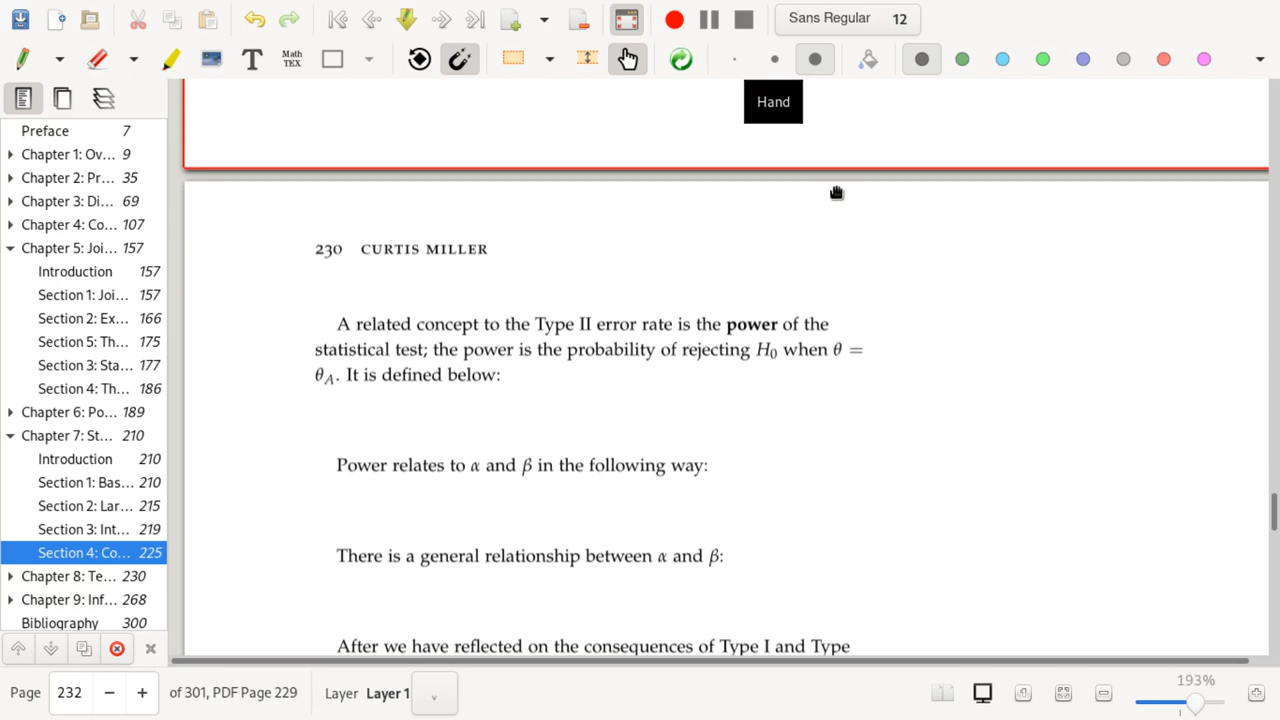 Sans Regular 12
T
Math
TEX
Hand
Preface 7
Chapter 1: Ov... 9
Chapter 2: Pr... 35
Chapter 3: Di... 69
Chapter 4: Co... 107
Chapter 5: Joi... 157
Introduction 157
Section 1: Joi... 157
Section 2: Ex... 166
Section 5: Th... 175
Section 3: Sta... 177
Section 4: Th... 186
Chapter 6: Po... 189
Chapter 7: St... 210
Introduction 210
Section 1: Bas... 210
Section 2: Lar... 215
Section 3: Int... 219
Section 4: Co... 225
Chapter 8: Te... 230
Chapter 9: Inf... 268
Bibliography 300
230 CURTIS MILLER
A related concept to the Type II error rate is the power of the
statistical test; the power is the probability of rejecting H₀ when θ =
θ_A. It is defined below:
Power relates to α and β in the following way:
There is a general relationship between α and β:
After we have reflected on the consequences of Type I and Type
Page 232 of 301, PDF Page 229 Layer Layer 1 193%